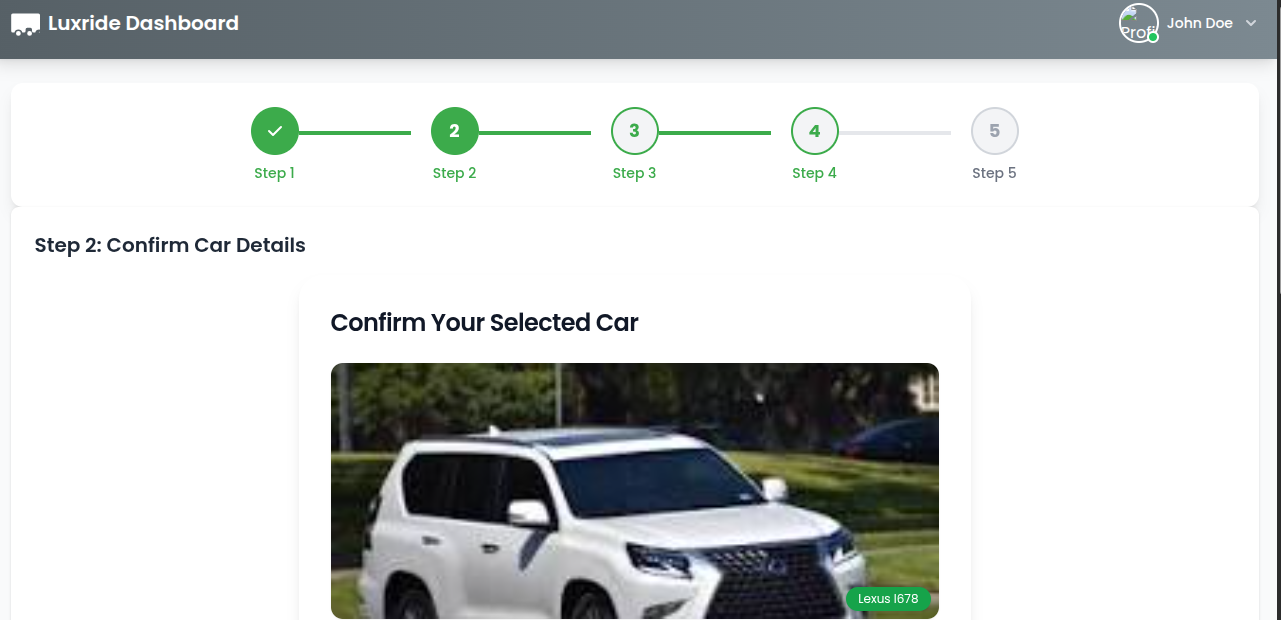 Luxride Dashboard
Profi
John Doe
2
3
4
5
Step 1
Step 2
Step 3
Step 4
Step 5
Step 2: Confirm Car Details
Confirm Your Selected Car
Lexus I678